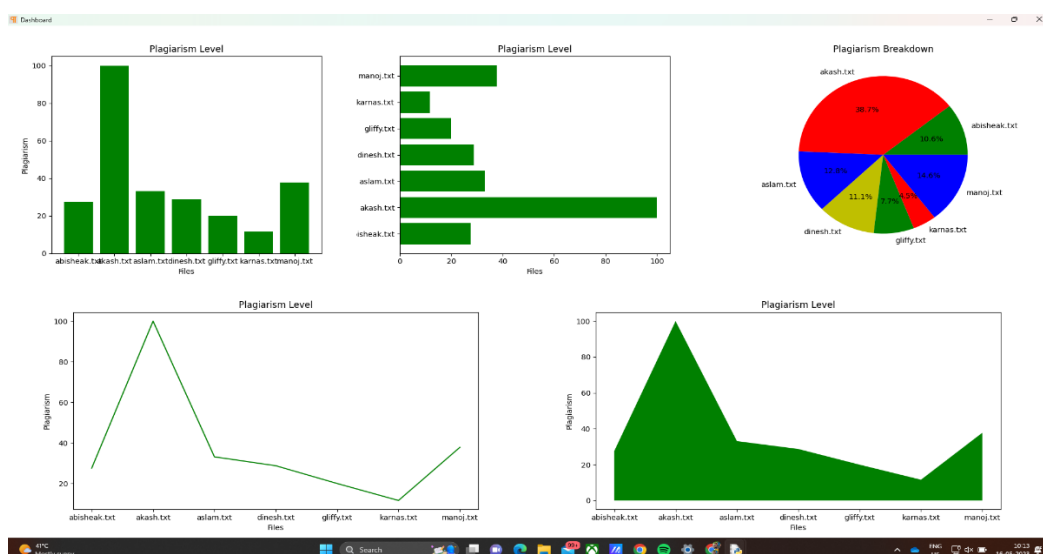 Dashboard
Plagiarism Level
100
80
60
40
20
0
Plagiarism
abisheak.txt akash.txt aslam.txt dinesh.txt gliffy.txt karnas.txt manoj.txt
Files
Plagiarism Level
manoj.txt
karnas.txt
gliffy.txt
dinesh.txt
aslam.txt
akash.txt
isheak.txt
0 20 40 60 80 100
Files
Plagiarism Breakdown
akash.txt
abisheak.txt
10.6%
aslam.txt
manoj.txt
11.1%
dinesh.txt
karnas.txt
gliffy.txt
Plagiarism Level
100
80
60
40
20
Plagiarism
abisheak.txt akash.txt aslam.txt dinesh.txt gliffy.txt karnas.txt manoj.txt
Files
Plagiarism Level
100
80
60
40
20
0
Plagiarism
abisheak.txt akash.txt aslam.txt dinesh.txt gliffy.txt karnas.txt manoj.txt
Files
41°C
Search
99+
ENG
10:13
16-05-2023